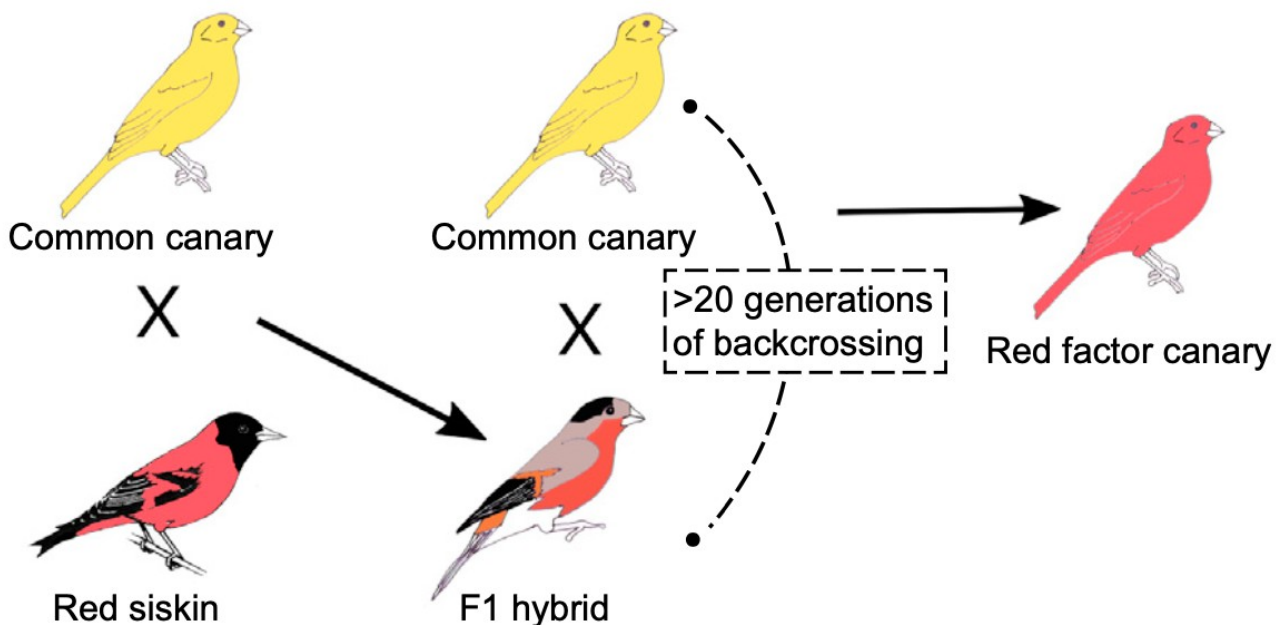 Common canary
Common canary
X
X
>20 generations
of backcrossing
Red factor canary
Red siskin
F1 hybrid